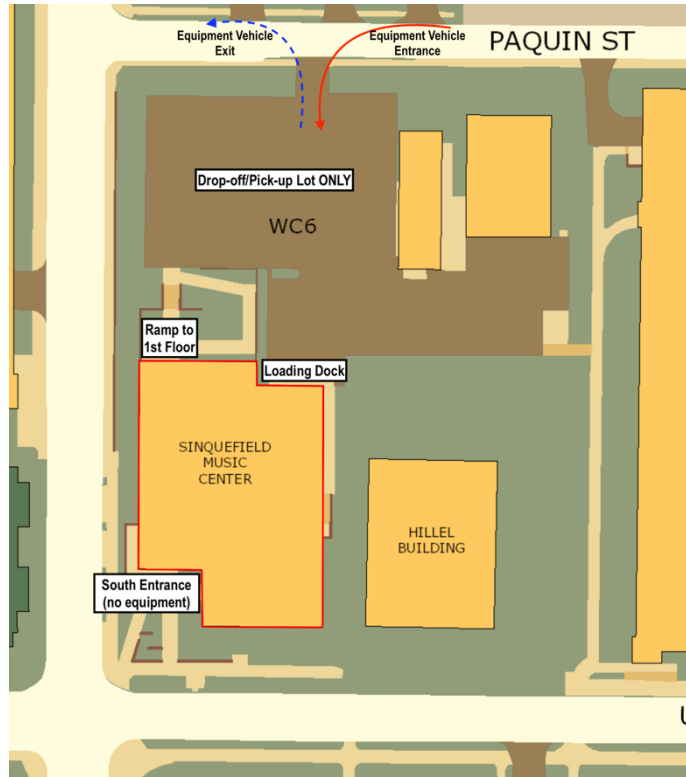 Equipment Vehicle
Exit
Equipment Vehicle
Entrance
PAQUIN ST
Drop-off/Pick-up Lot ONLY
WC6
Ramp to
1st Floor
Loading Dock
SINQUEFIELD
MUSIC
CENTER
HILLEL
BUILDING
South Entrance
(no equipment)